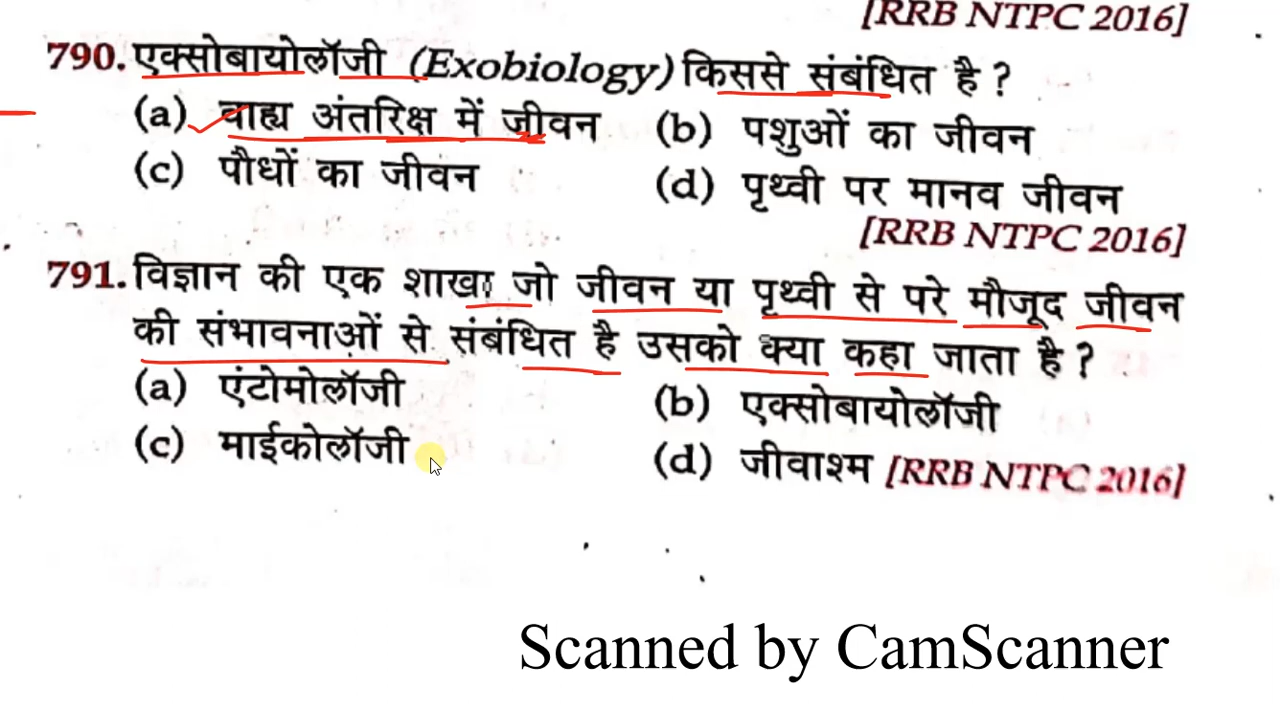 [RRB NTPC 2016]
790. एक्सोबायोलॉजी (Exobiology) किससे संबंधित है ?
(a) बाह्य अंतरिक्ष में जीवन (b) पशुओं का जीवन
(c) पौधों का जीवन (d) पृथ्वी पर मानव जीवन
[RRB NTPC 2016]
791. विज्ञान की एक शाखा जो जीवन या पृथ्वी से परे मौजूद जीवन
की संभावनाओं से संबंधित है उसको क्या कहा जाता है ?
(a) एंटोमोलॉजी (b) एक्सोबायोलॉजी
(c) माईकोलॉजी (d) जीवाश्म [RRB NTPC 2016]
Scanned by CamScanner